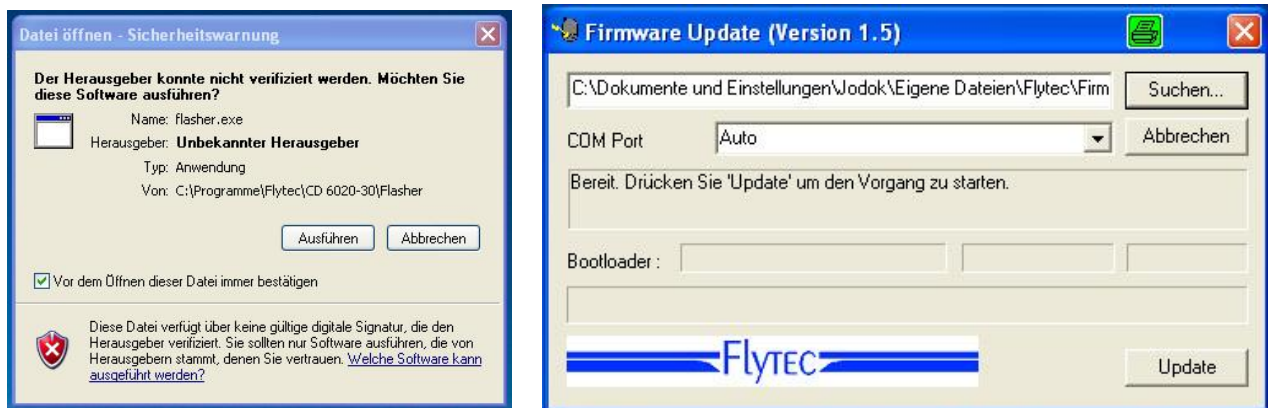 Datei öffnen - Sicherheitswarnung
Der Herausgeber konnte nicht verifiziert werden. Möchten Sie
diese Software ausführen?
Name: flasher.exe
Herausgeber: Unbekannter Herausgeber
Typ: Anwendung
Von: C:\Programme\Flytec\CD 6020-30\Flasher
Ausführen Abbrechen
Vor dem Öffnen dieser Datei immer bestätigen
Diese Datei verfügt über keine gültige digitale Signatur, die den
Herausgeber verifiziert. Sie sollten nur Software ausführen, die von
Herausgebern stammt, denen Sie vertrauen. Welche Software kann
ausgeführt werden?
Firmware Update (Version 1.5)
C:\Dokumente und Einstellungen\Jodok\Eigene Dateien\Flytec\Firm
Suchen...
COM Port Auto Abbrechen
Bereit. Drücken Sie 'Update' um den Vorgang zu starten.
Bootloader :
FLYTEC
Update